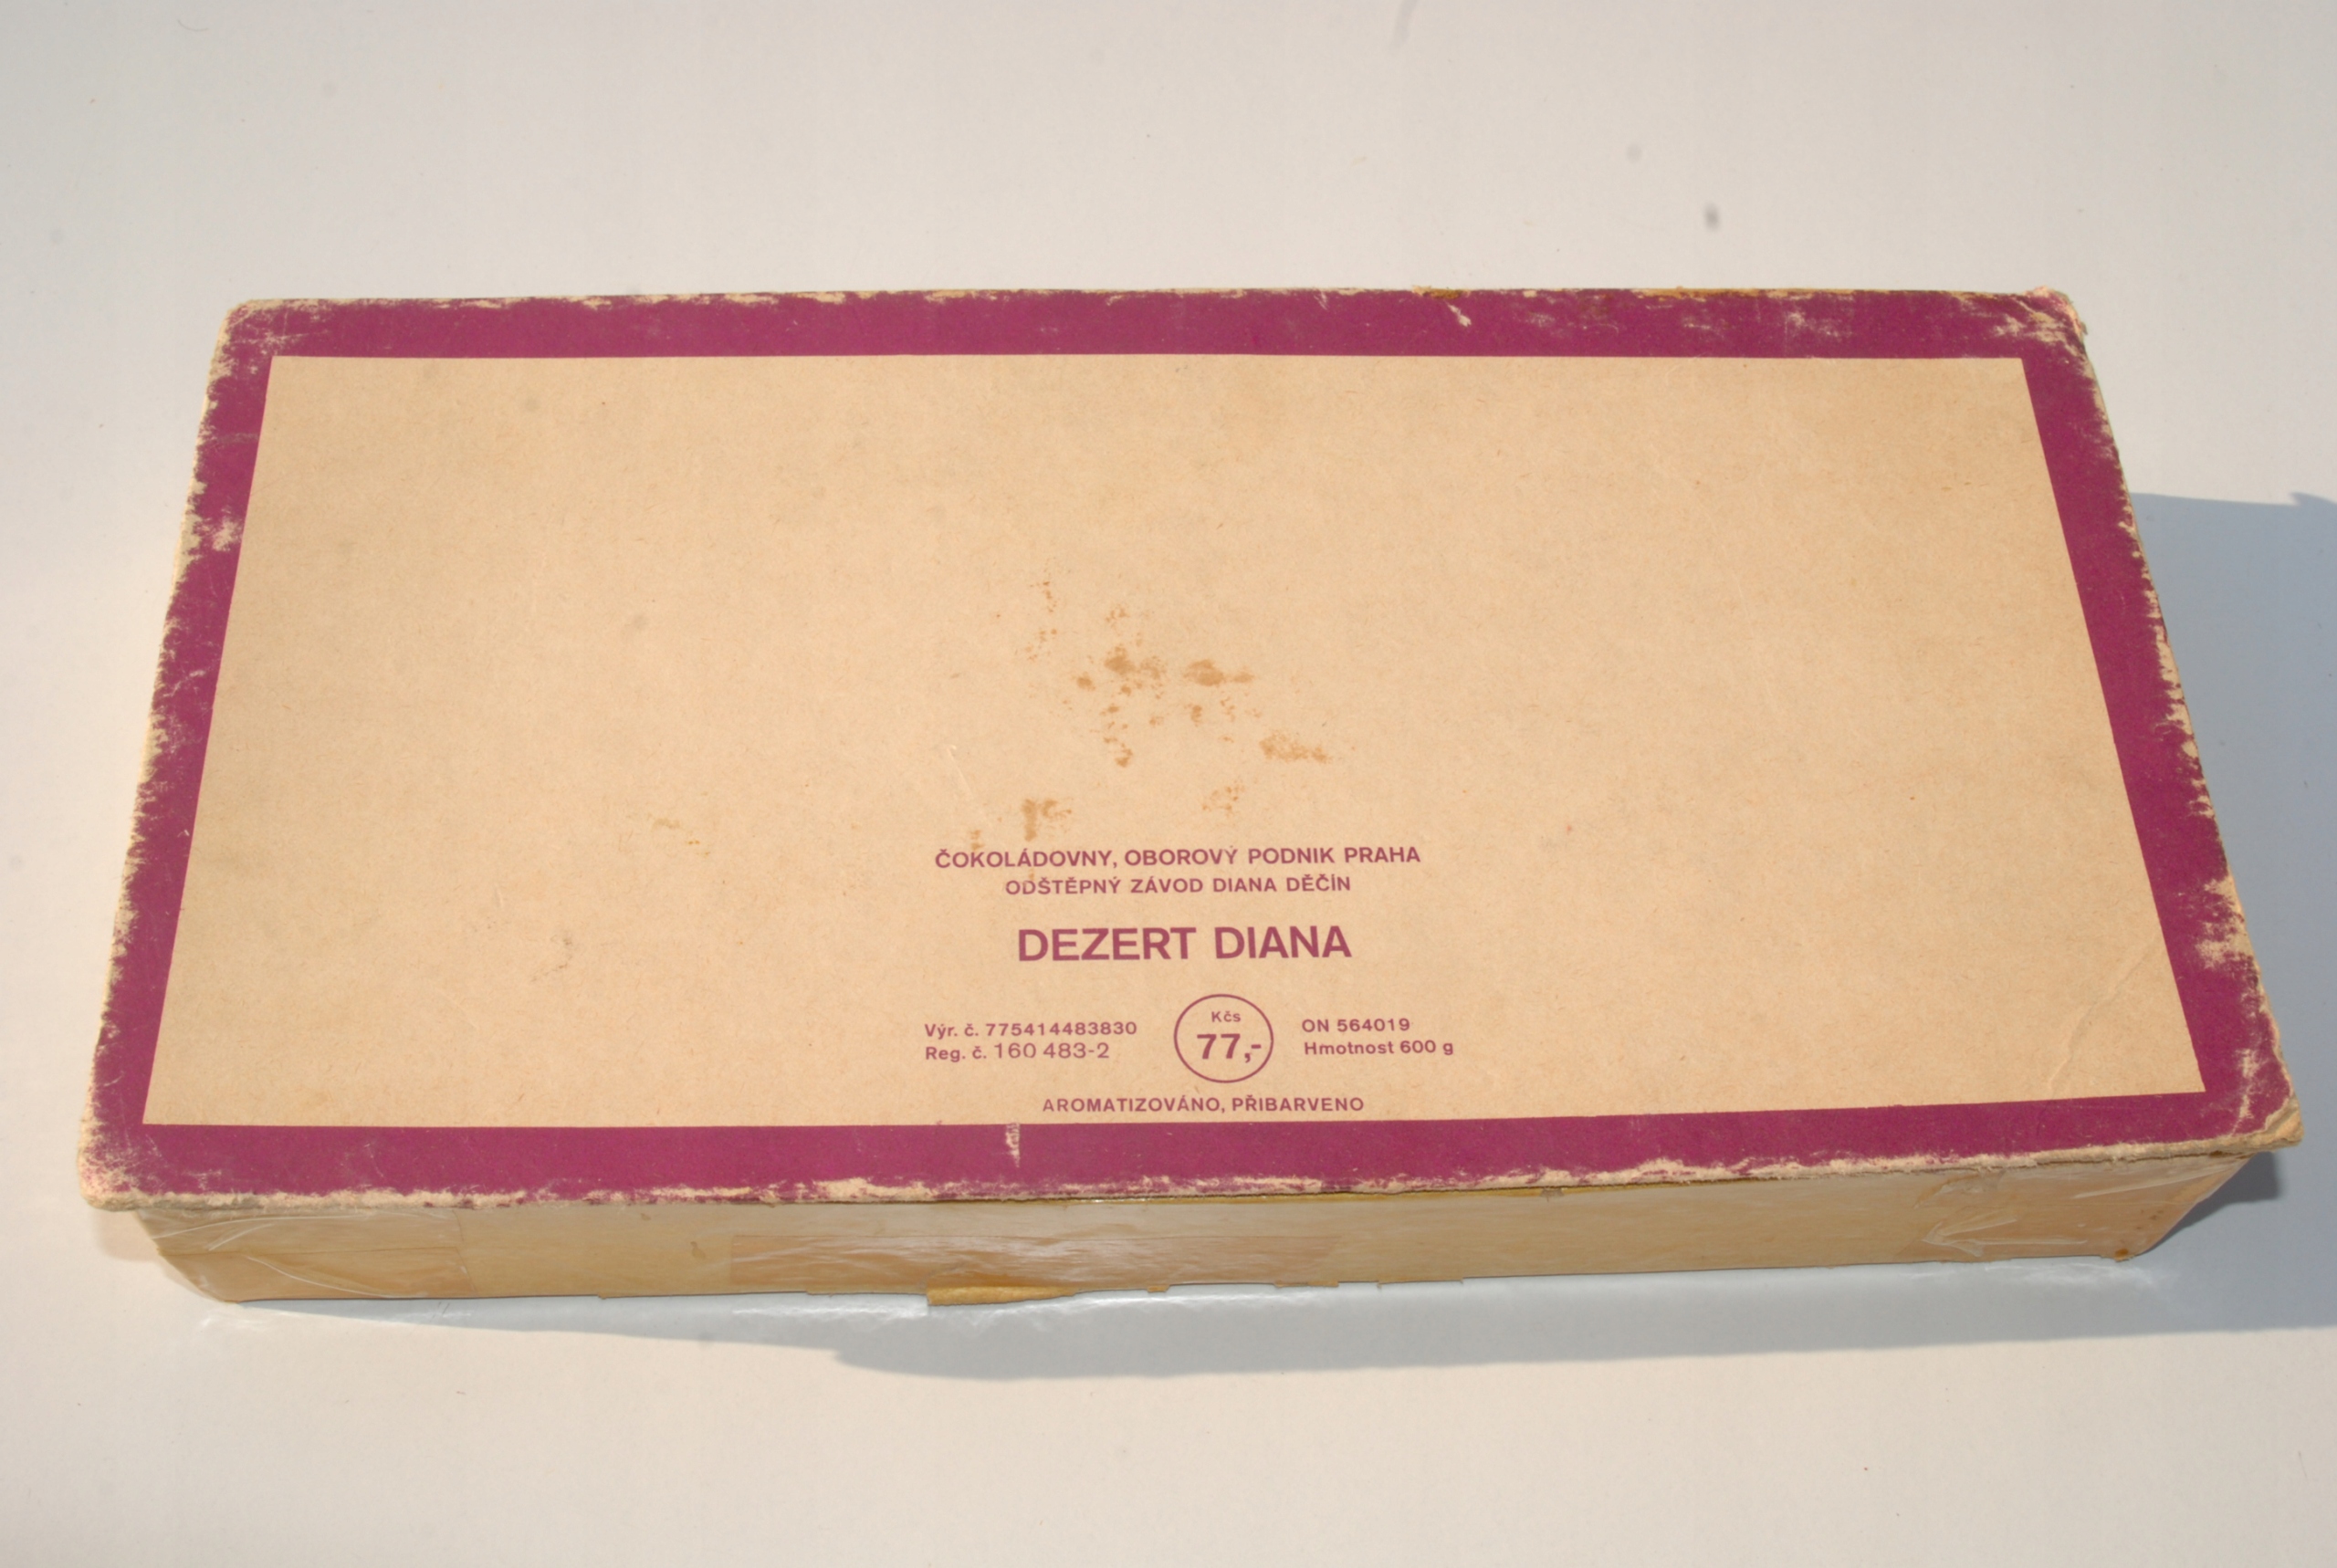 ČOKOLÁDOVNY, OBOROVÝ PODNIK PRAHA
ODŠTĚPNÝ ZÁVOD DIANA DĚČÍN
DEZERT DIANA
Výr. č. 775414483830
Reg. č. 160 483-2
Kčs
77,-
ON 564019
Hmotnost 600 g
AROMATIZOVÁNO, PŘIBARVENO